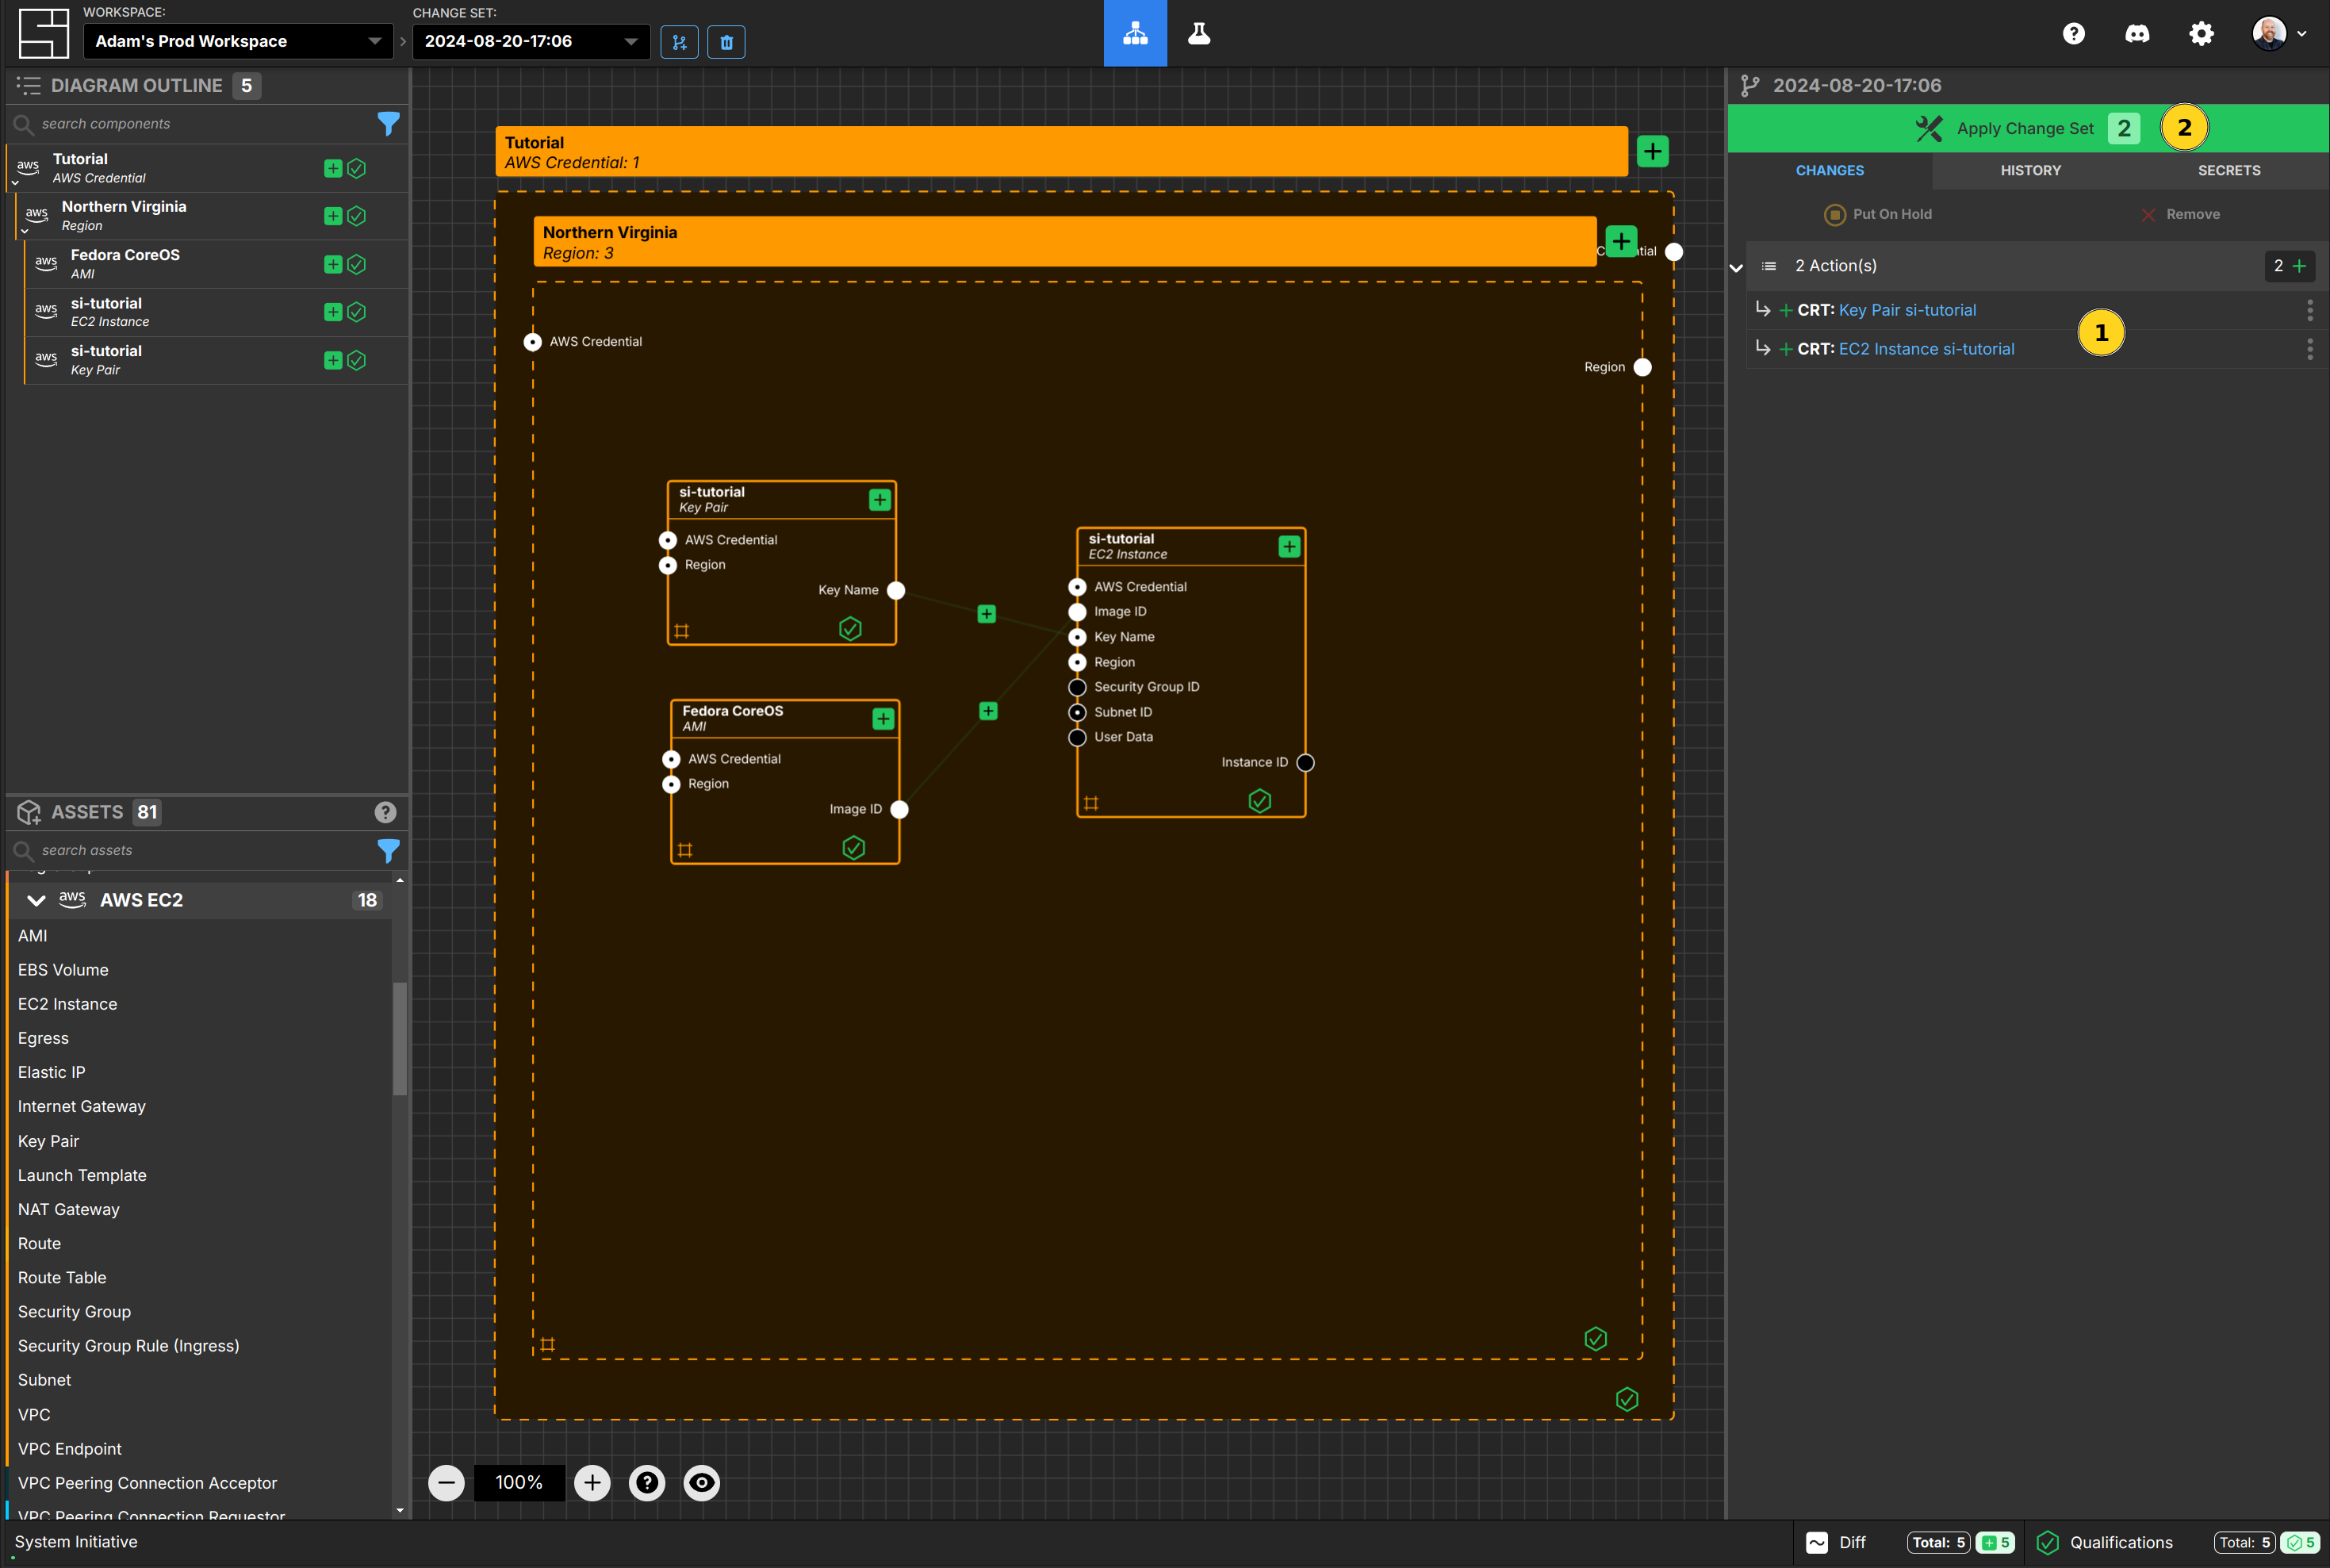 WORKSPACE:
Adam's Prod Workspace
CHANGE SET:
2024-08-20-17:06
DIAGRAM OUTLINE 5
search components
aws
Tutorial
AWS Credential
aws
Northern Virginia
Region
aws
Fedora CoreOS
AMI
aws
si-tutorial
EC2 Instance
aws
si-tutorial
Key Pair
ASSETS 81
search assets
aws AWS EC2 18
AMI
EBS Volume
EC2 Instance
Egress
Elastic IP
Internet Gateway
Key Pair
Launch Template
NAT Gateway
Route
Route Table
Security Group
Security Group Rule (Ingress)
Subnet
VPC
VPC Endpoint
VPC Peering Connection Acceptor
VPC Peering Connection Requestor
Tutorial
AWS Credential: 1
Northern Virginia
Region: 3
AWS Credential
Region
si-tutorial
Key Pair
AWS Credential
Region
Key Name
Fedora CoreOS
AMI
AWS Credential
Region
Image ID
si-tutorial
EC2 Instance
AWS Credential
Image ID
Key Name
Region
Security Group ID
Subnet ID
User Data
Instance ID
100%
2024-08-20-17:06
Apply Change Set 2 2
CHANGES HISTORY SECRETS
Put On Hold Remove
2 Action(s) 2 +
CRT: Key Pair si-tutorial
1
CRT: EC2 Instance si-tutorial
System Initiative
Diff Total: 5 5 Qualifications Total: 5 5